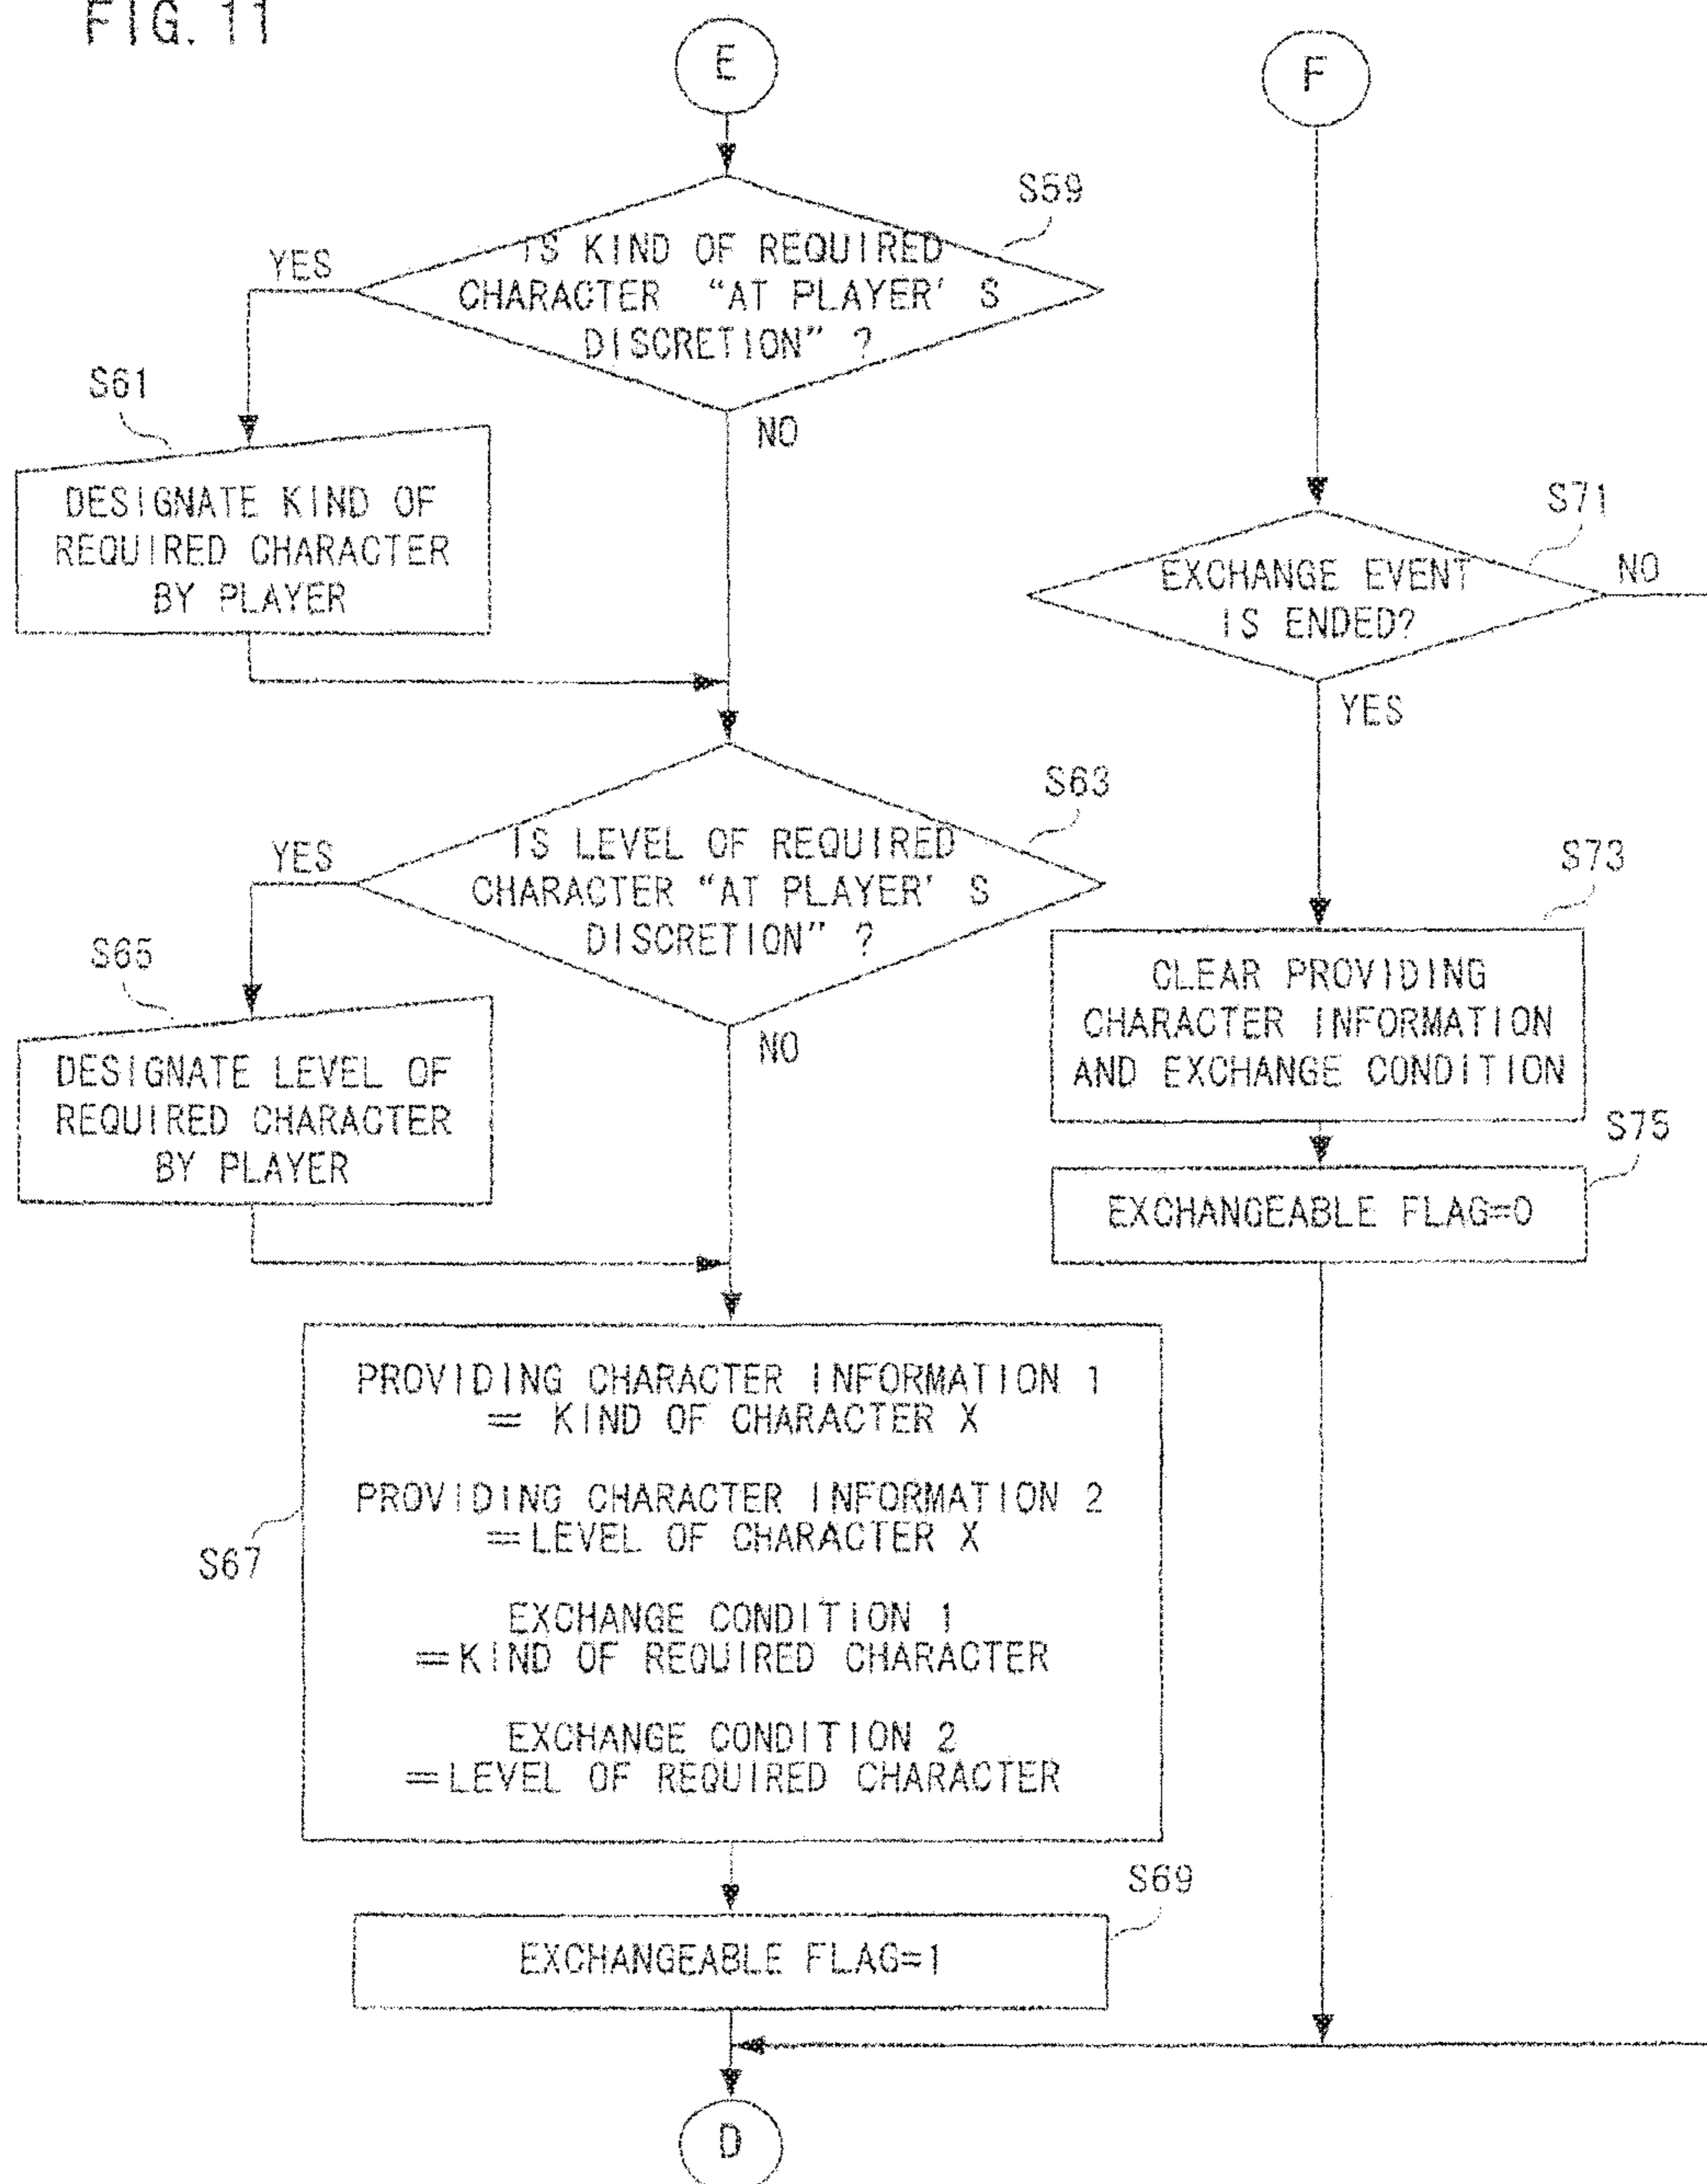 FIG. 11
E
S59
IS KIND OF REQUIRED
CHARACTER "AT PLAYER' S
DISCRETION" ?
YES
NO
S61
DESIGNATE KIND OF
REQUIRED CHARACTER
BY PLAYER
S63
IS LEVEL OF REQUIRED
CHARACTER "AT PLAYER' S
DISCRETION" ?
YES
NO
S65
DESIGNATE LEVEL OF
REQUIRED CHARACTER
BY PLAYER
S67
PROVIDING CHARACTER INFORMATION 1
= KIND OF CHARACTER X
PROVIDING CHARACTER INFORMATION 2
=LEVEL OF CHARACTER X
EXCHANGE CONDITION 1
=KIND OF REQUIRED CHARACTER
EXCHANGE CONDITION 2
=LEVEL OF REQUIRED CHARACTER
S69
EXCHANGEABLE FLAG=1
D
F
S71
EXCHANGE EVENT
IS ENDED?
NO
YES
S73
CLEAR PROVIDING
CHARACTER INFORMATION
AND EXCHANGE CONDITION
S75
EXCHANGEABLE FLAG=0